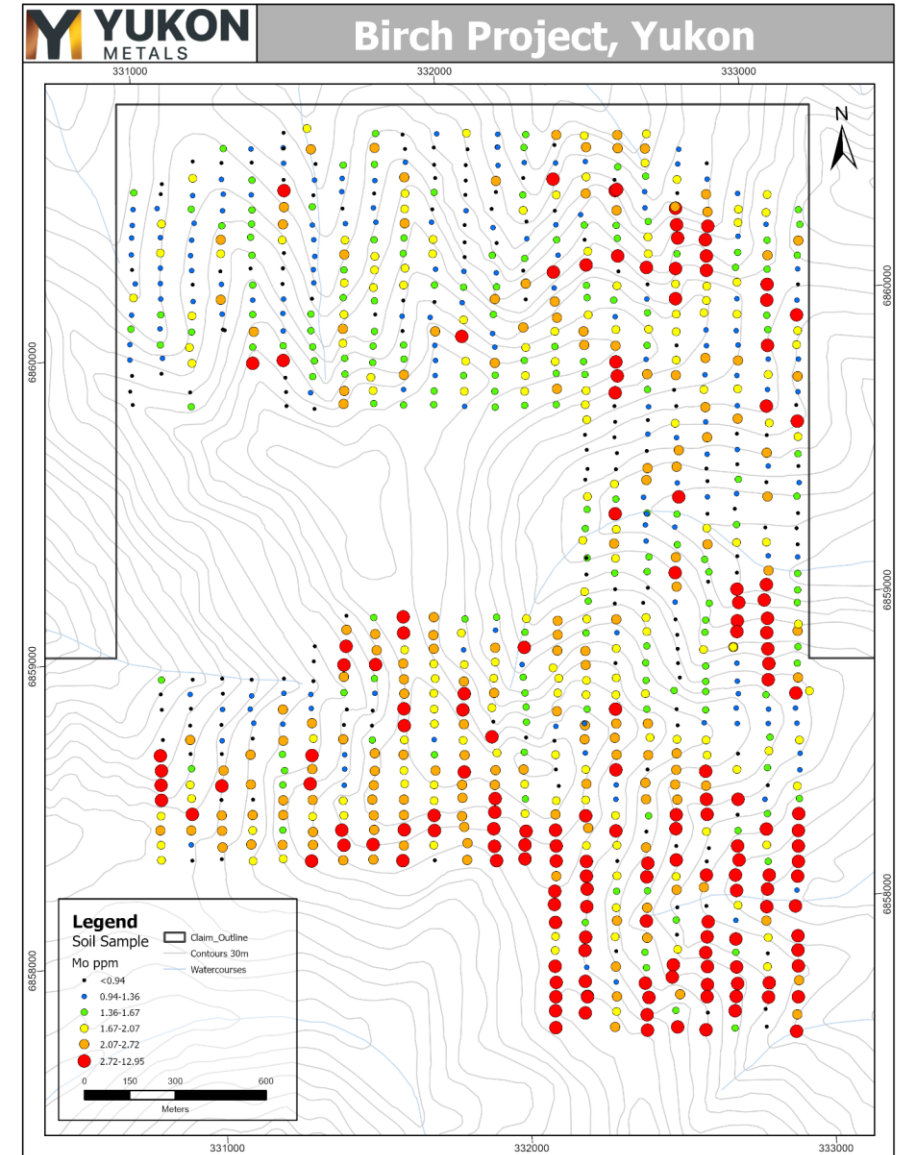 YUKON
METALS
Birch Project, Yukon
331000 332000 333000
N
6860000
6860000
6859000
6859000
6858000
6858000
Legend
Soil Sample
Mo ppm
<0.94
0.94-1.36
1.36-1.67
1.67-2.07
2.07-2.72
2.72-12.95
Claim_Outline
Contours 30m
Watercourses
0 150 300 600
Meters
331000 332000 333000